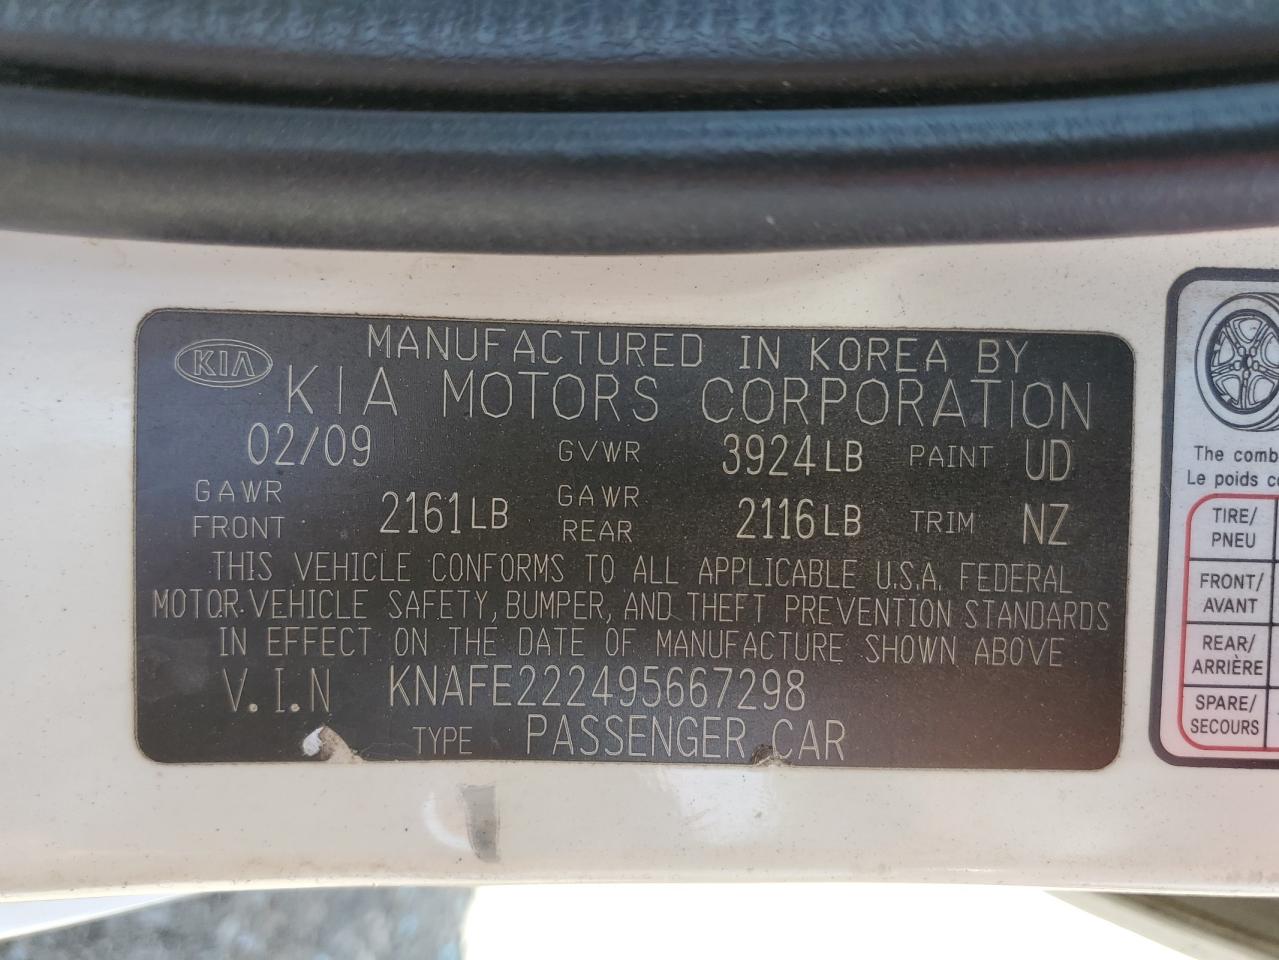 KIA
MANUFACTURED IN KOREA BY
KIA MOTORS CORPORATION
02/09 GVWR 3924LB PAINT UD
GAWR FRONT 2161LB GAWR REAR 2116LB TRIM NZ
THIS VEHICLE CONFORMS TO ALL APPLICABLE U.S.A. FEDERAL
MOTOR VEHICLE SAFETY, BUMPER, AND THEFT PREVENTION STANDARDS
IN EFFECT ON THE DATE OF MANUFACTURE SHOWN ABOVE
V.I.N KNAFE222495667298
TYPE PASSENGER CAR
The comb
Le poids c
TIRE/
PNEU
FRONT/
AVANT
REAR/
ARRIÈRE
SPARE/
SECOURS